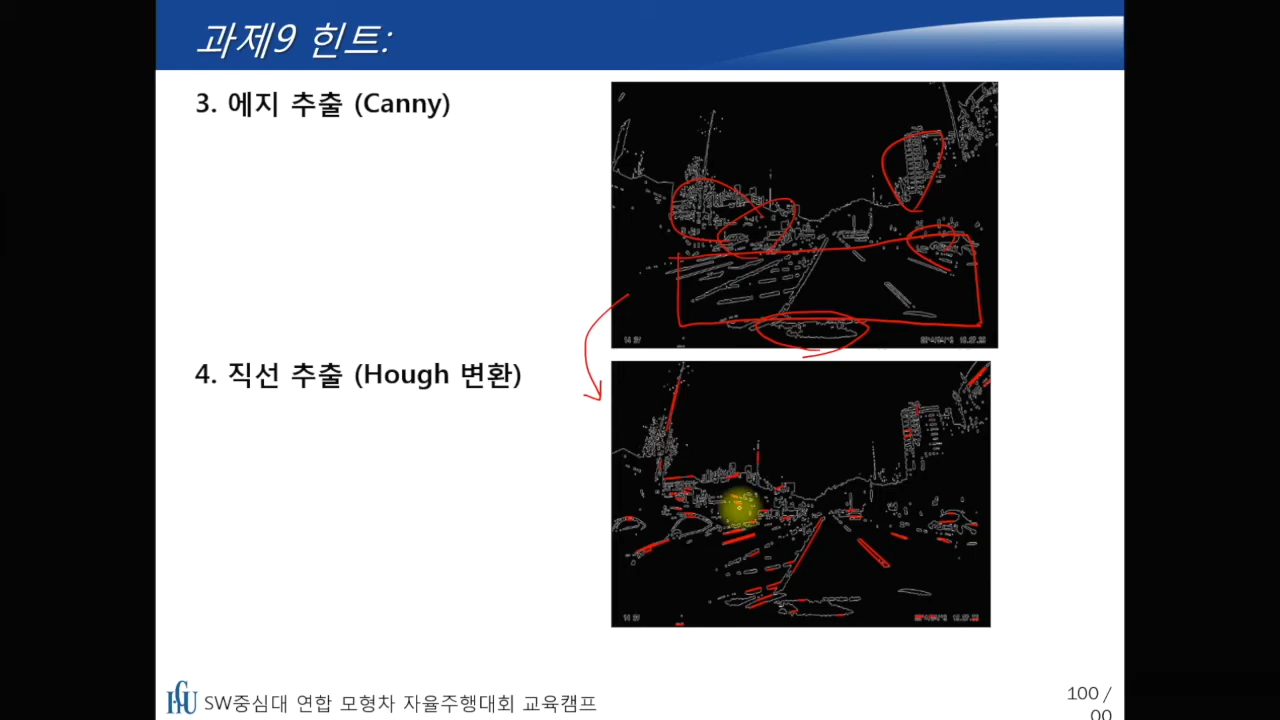 과제9 힌트:
3. 에지 추출 (Canny)
4. 직선 추출 (Hough 변환)
SW중심대 연합 모형차 자율주행대회 교육캠프
100 /
00